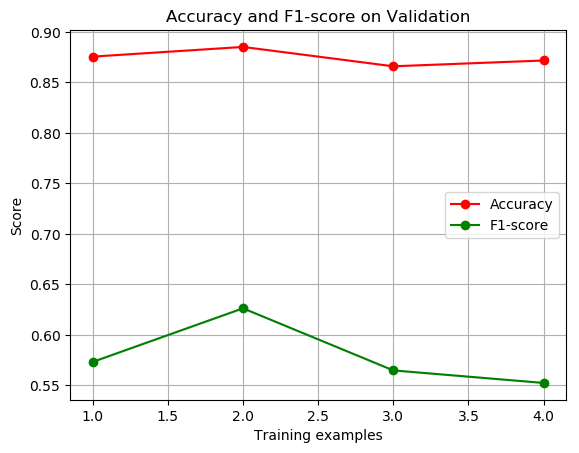 Accuracy and F1-score on Validation
0.90
0.85
0.80
0.75
0.70
0.65
0.60
0.55
Score
Accuracy
F1-score
1.0 1.5 2.0 2.5 3.0 3.5 4.0
Training examples